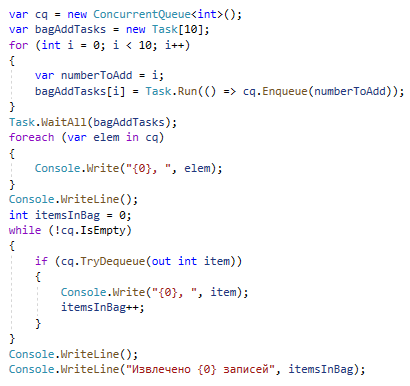 var cq = new ConcurrentQueue<int>();
var bagAddTasks = new Task[10];
for (int i = 0; i < 10; i++)
{
    var numberToAdd = i;
    bagAddTasks[i] = Task.Run(() => cq.Enqueue(numberToAdd));
}
Task.WaitAll(bagAddTasks);
foreach (var elem in cq)
{
    Console.Write("{0}, ", elem);
}
Console.WriteLine();
int itemsInBag = 0;
while (!cq.IsEmpty)
{
    if (cq.TryDequeue(out int item))
    {
        Console.Write("{0}, ", item);
        itemsInBag++;
    }
}
Console.WriteLine();
Console.WriteLine("Извлечено {0} записей", itemsInBag);